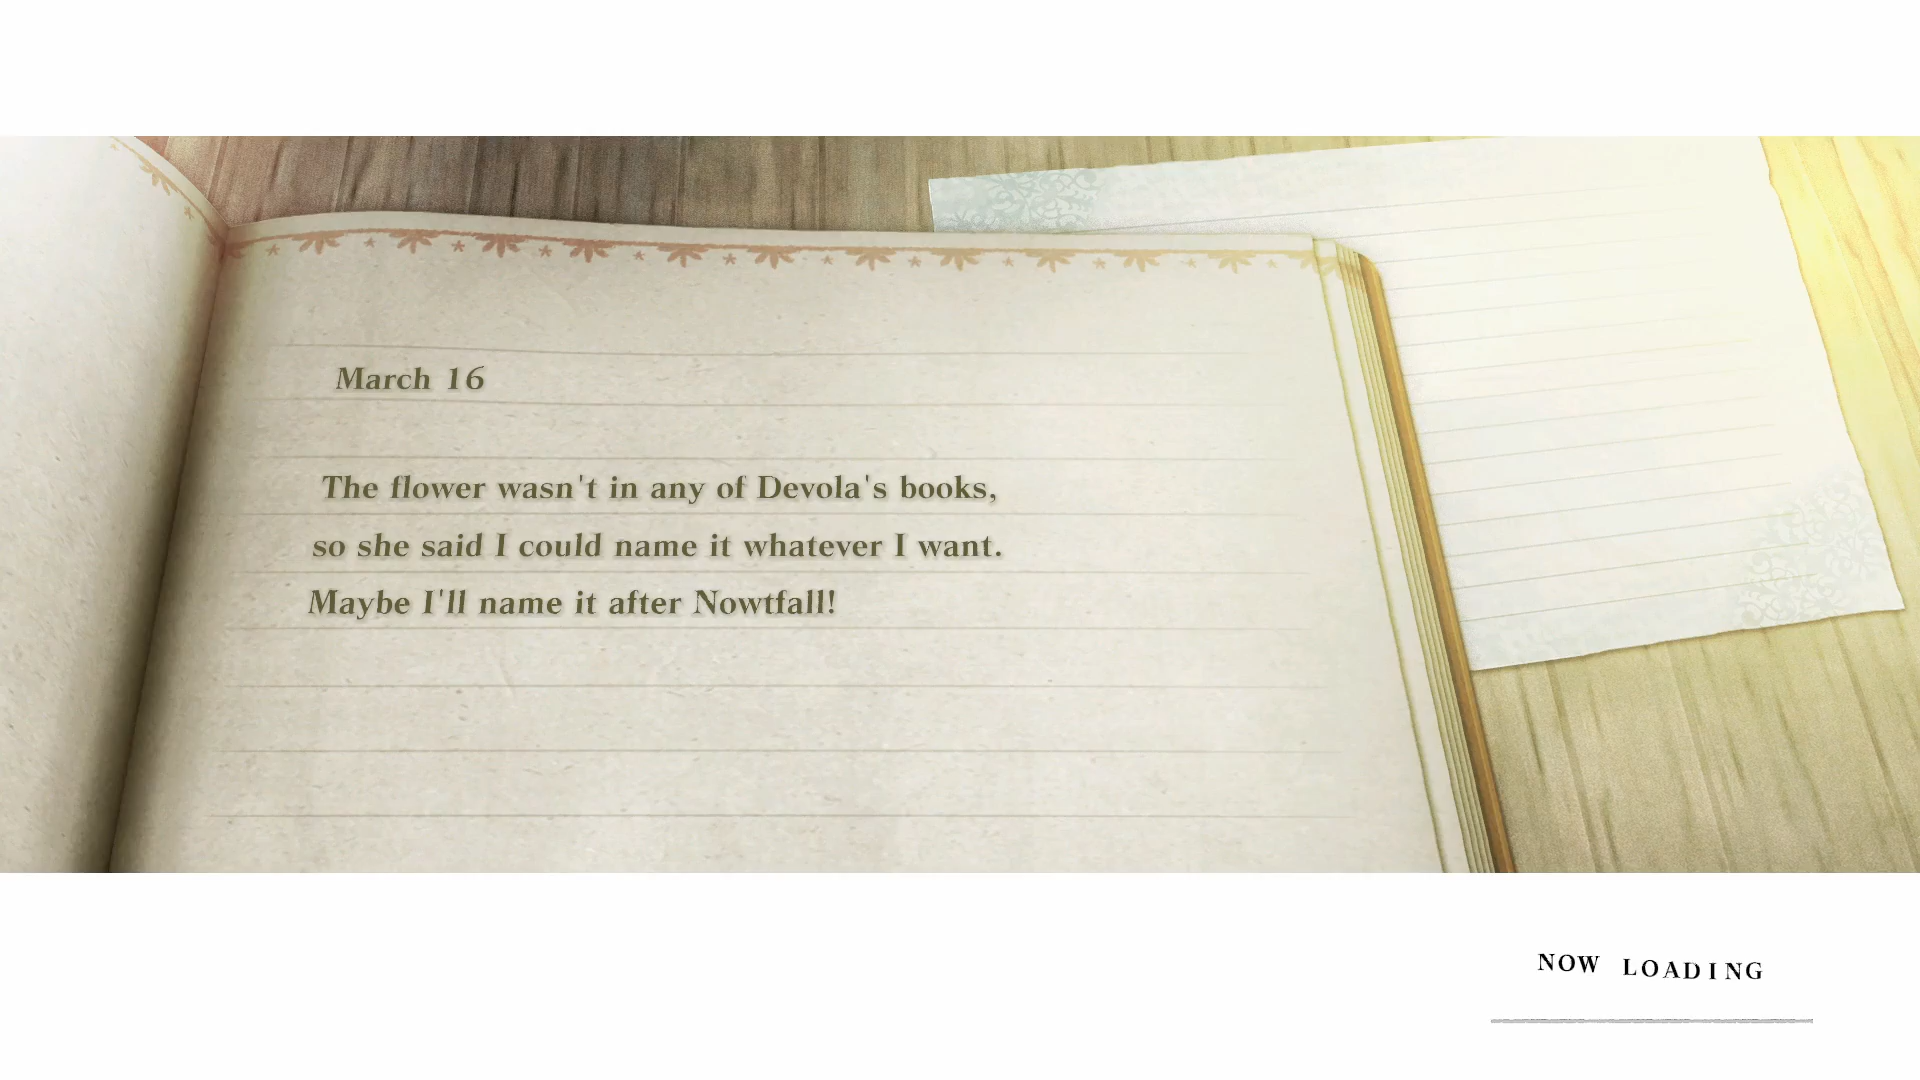 March 16
The flower wasn't in any of Devola's books,
so she said I could name it whatever I want.
Maybe I'll name it after Nowtfall!
NOW LOADING